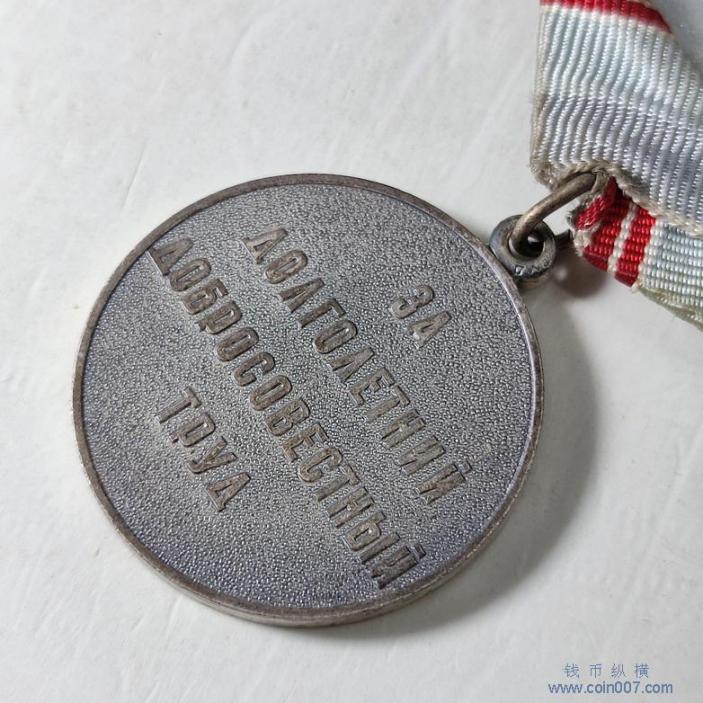 ЗА
ДОЛГОЛЕТНИЙ
ДОБРОСОВЕСТНЫЙ
ТРУД
钱币纵横
www.coin007.com